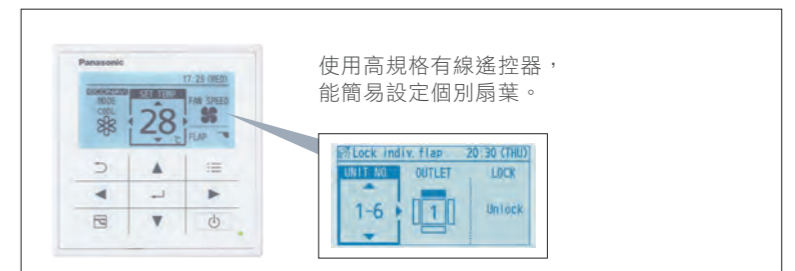 使用高規格有線遙控器，
能簡易設定個別扇葉。
Panasonic
17:23 (WED)
MODE
SET TEMP.
FAN SPEED
COOL
28℃
FLAP
Lock indiv. flap 20:30 (THU)
UNIT NO. OUTLET LOCK
1-6 1 Unlock